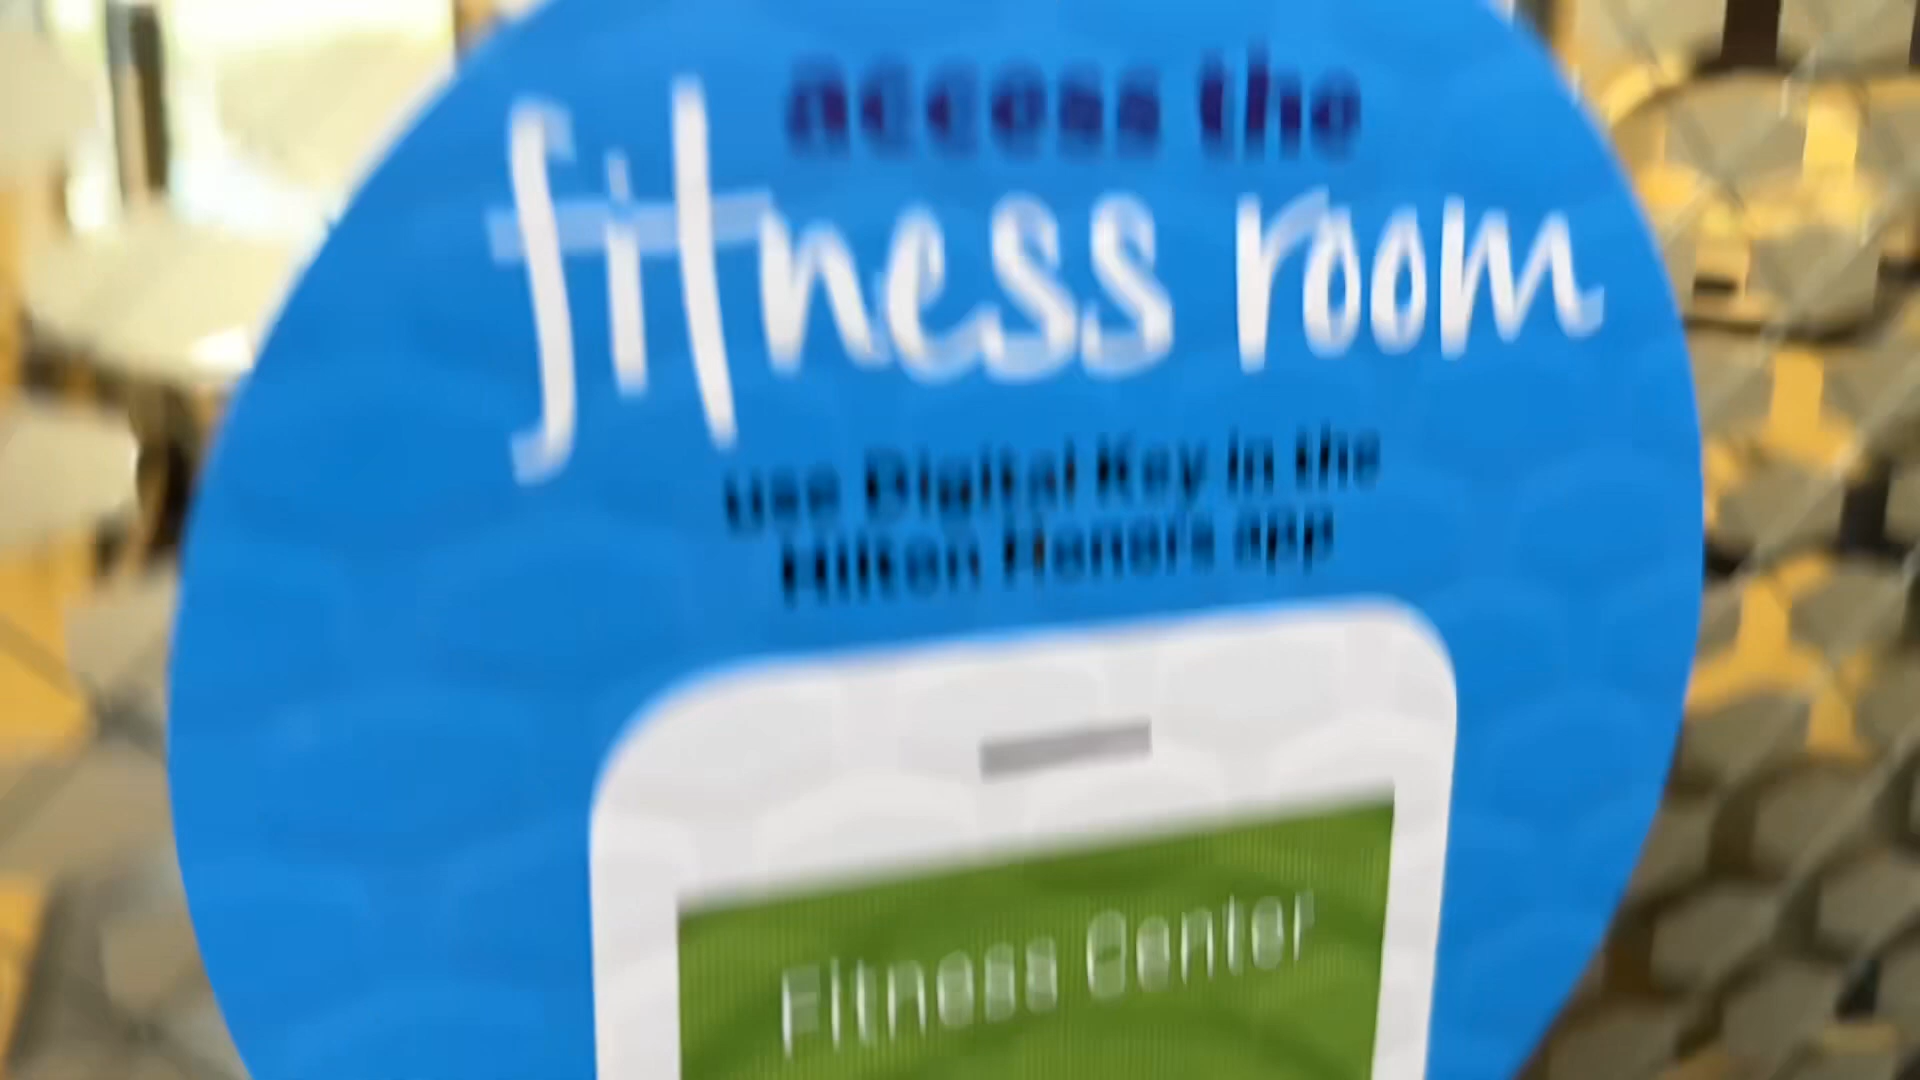 access the
fitness room
use Digital Key in the
Hilton Honors app
Fitness Center